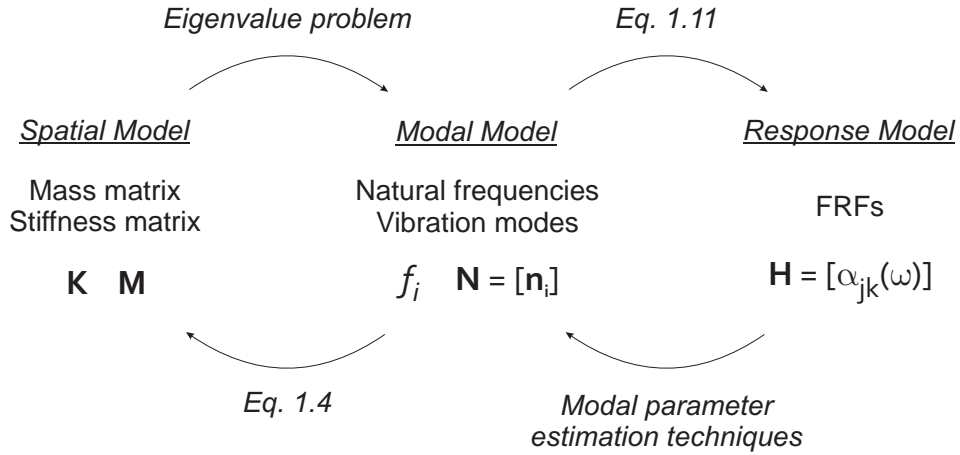 Eigenvalue problem
Eq. 1.11
Spatial Model
Modal Model
Response Model
Mass matrix
Stiffness matrix
Natural frequencies
Vibration modes
FRFs
K M
f_i N = [n_i]
H = [α_jk(ω)]
Eq. 1.4
Modal parameter
estimation techniques